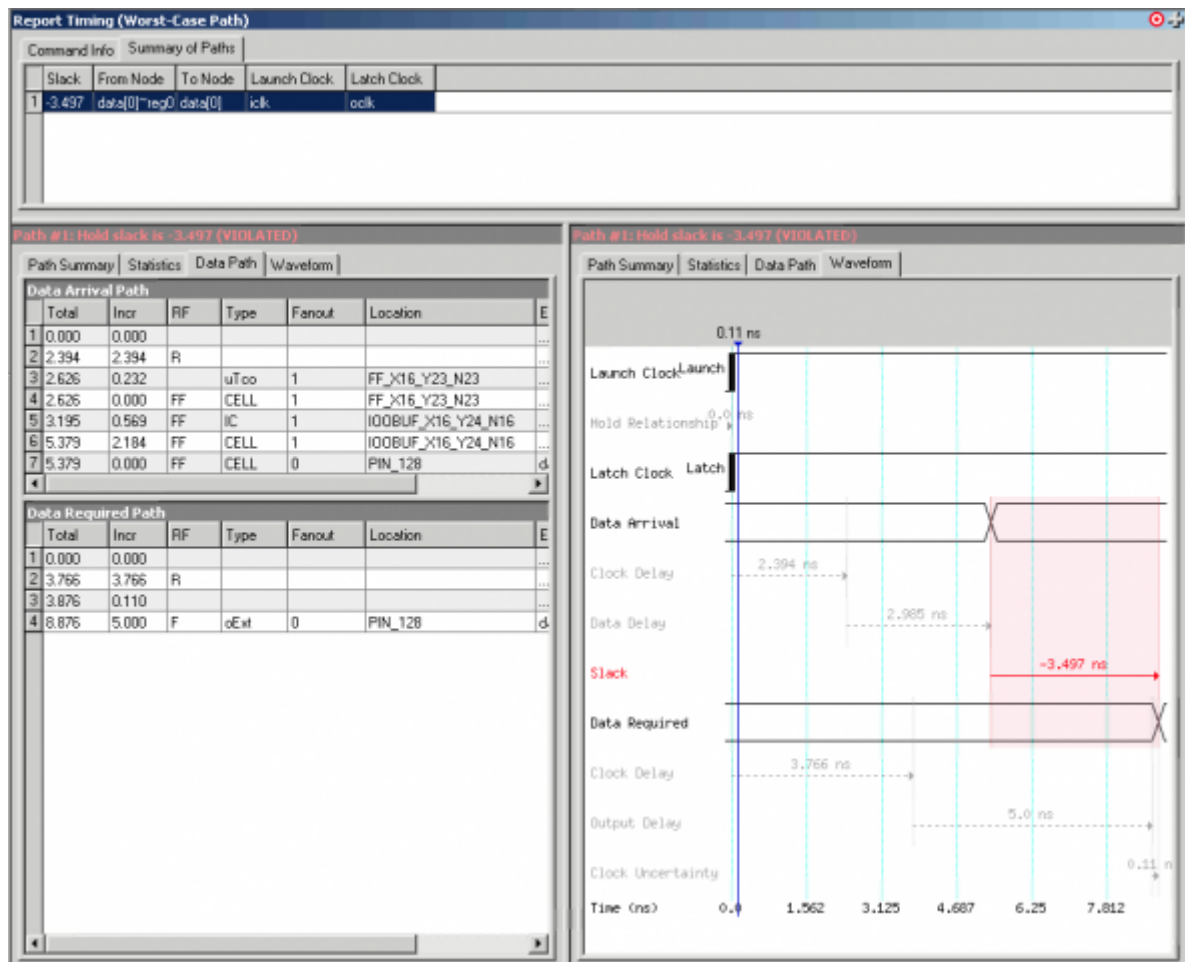 Report Timing (Worst-Case Path)
Command Info Summary of Paths
Slack From Node To Node Launch Clock Latch Clock
1 -3.497 data[0]~reg0 data[0] iclk oclk
Path #1: Hold slack is -3.497 (VIOLATED)
Path Summary Statistics Data Path Waveform
Data Arrival Path
Total Incr RF Type Fanout Location E
1 0.000 0.000 ...
2 2.394 2.394 R ...
3 2.626 0.232 uTco 1 FF_X16_Y23_N23 ...
4 2.626 0.000 FF CELL 1 FF_X16_Y23_N23 ...
5 3.195 0.569 FF IC 1 IOOBUF_X16_Y24_N16 ...
6 5.379 2.184 FF CELL 1 IOOBUF_X16_Y24_N16 ...
7 5.379 0.000 FF CELL 0 PIN_128 d
Data Required Path
Total Incr RF Type Fanout Location E
1 0.000 0.000 ...
2 3.766 3.766 R ...
3 3.876 0.110 ...
4 8.876 5.000 F oExt 0 PIN_128 d
Path #1: Hold slack is -3.497 (VIOLATED)
Path Summary Statistics Data Path Waveform
0.11 ns
Launch Clock Launch
Hold Relationship 0.0 ns
Latch Clock Latch
Data Arrival
Clock Delay 2.394 ns
Data Delay 2.985 ns
Slack -3.497 ns
Data Required
Clock Delay 3.766 ns
Output Delay 5.0 ns
Clock Uncertainty 0.11 n
Time (ns) 0.0 1.562 3.125 4.687 6.25 7.812